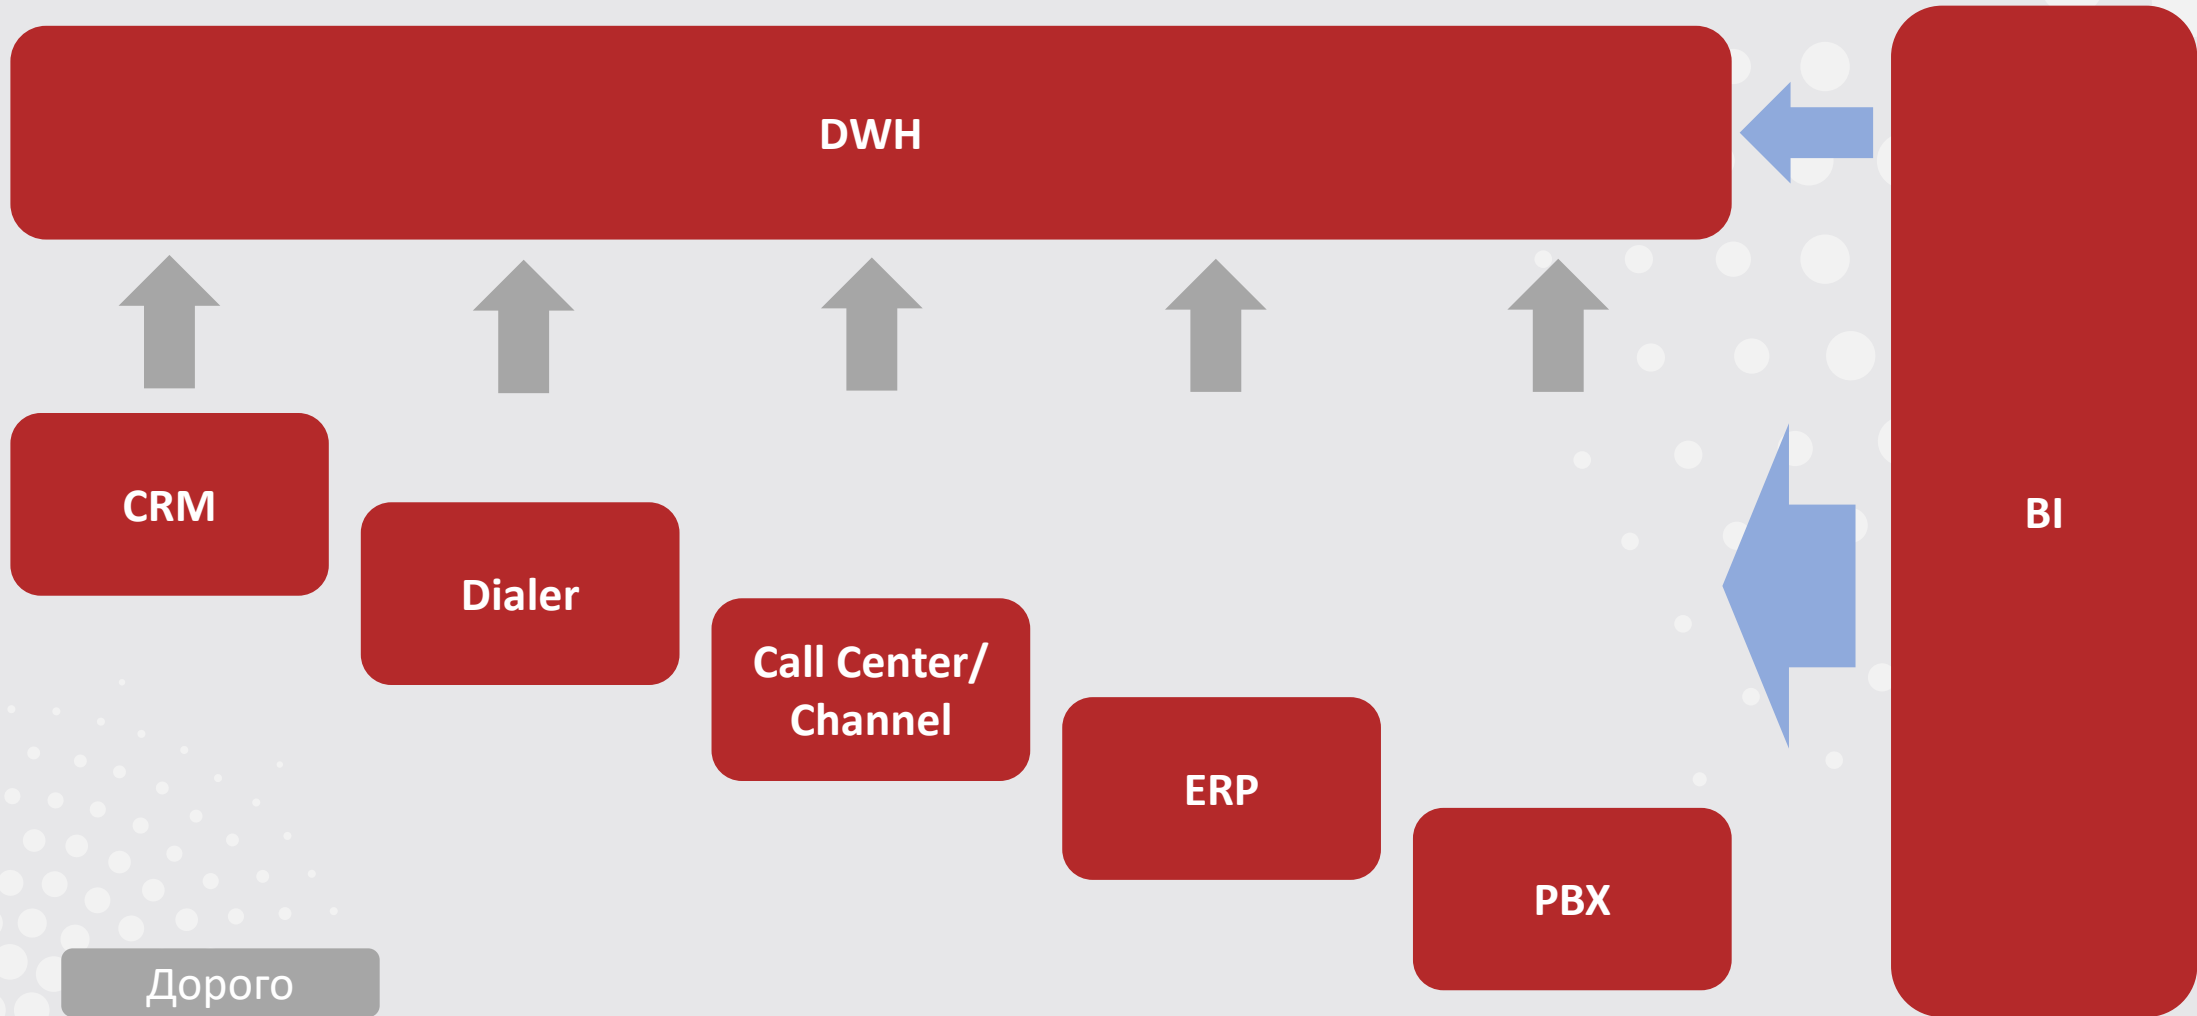 DWH
CRM
Dialer
Call Center/
Channel
ERP
PBX
BI
Дорого